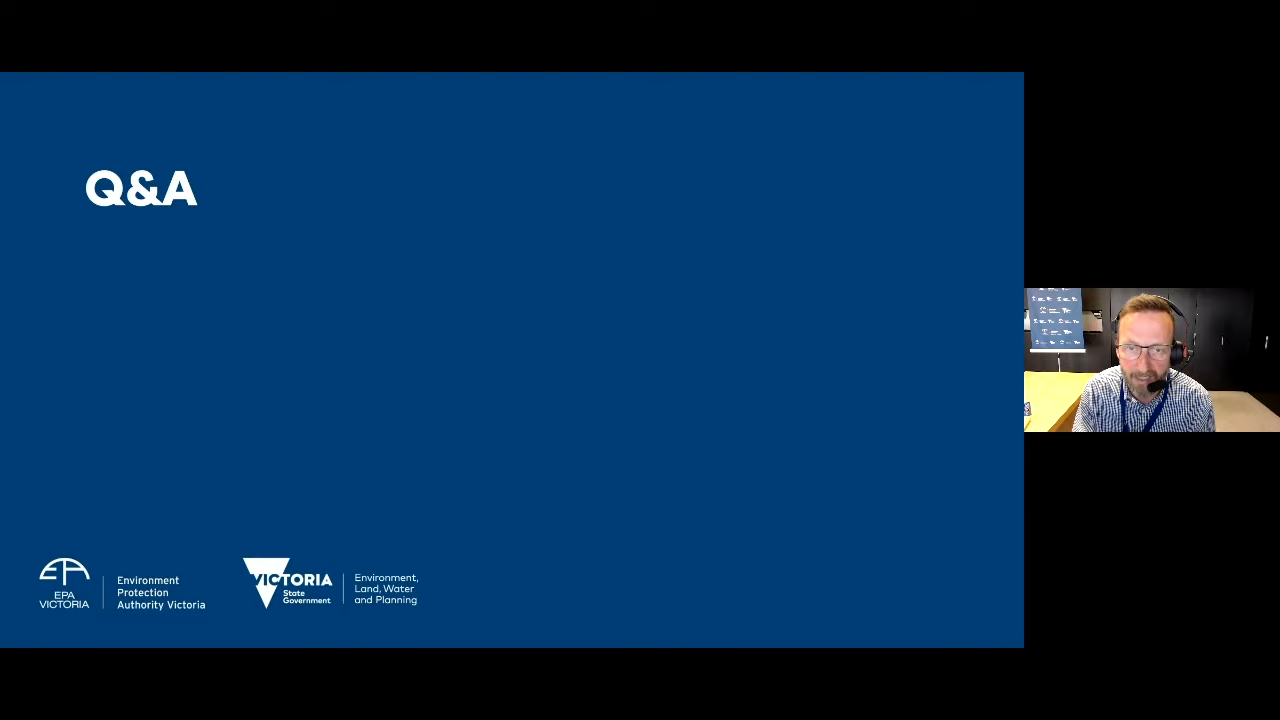 Q&A
EPA
VICTORIA
Environment
Protection
Authority Victoria
VICTORIA
State
Government
Environment,
Land, Water
and Planning